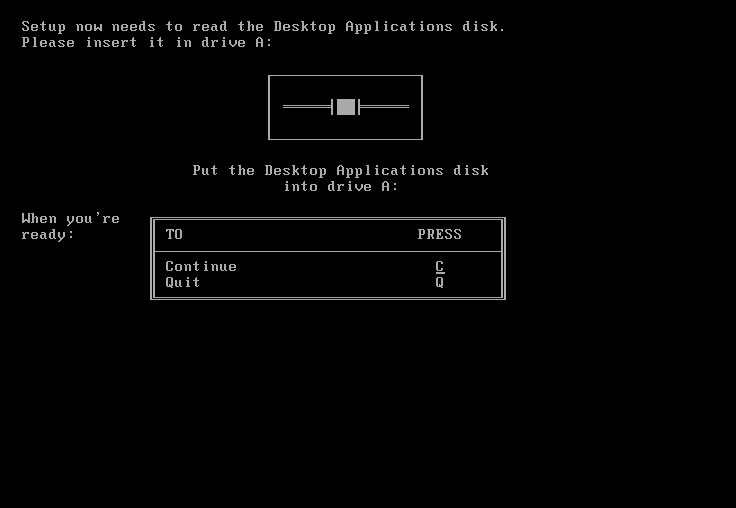 Setup now needs to read the Desktop Applications disk.
Please insert it in drive A:
Put the Desktop Applications disk
into drive A:
When you're
ready:
TO PRESS
Continue C
Quit Q